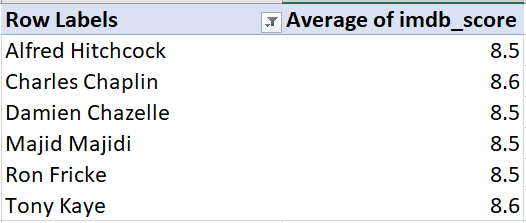 Row Labels Average of imdb_score
Alfred Hitchcock 8.5
Charles Chaplin 8.6
Damien Chazelle 8.5
Majid Majidi 8.5
Ron Fricke 8.5
Tony Kaye 8.6